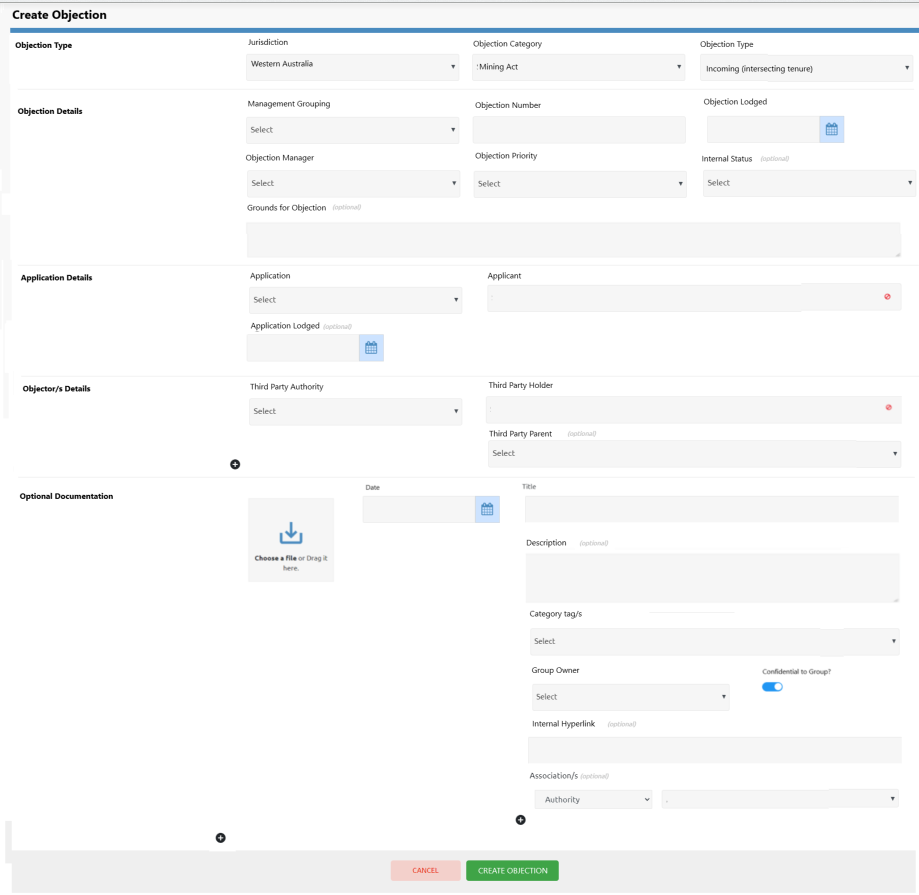 Create Objection
Objection Type
Jurisdiction
Objection Category
Objection Type
Western Australia
Mining Act
Incoming (intersecting tenure)
Objection Details
Management Grouping
Objection Number
Objection Lodged
Select
Objection Manager
Objection Priority
Internal Status (optional)
Select
Select
Select
Grounds for Objection (optional)
Application Details
Application
Applicant
Select
Application Lodged (optional)
Objector/s Details
Third Party Authority
Third Party Holder
Select
Third Party Parent (optional)
Select
Optional Documentation
Date
Title
Choose a file or Drag it
here.
Description (optional)
Category tag/s
Select
Group Owner
Confidential to Group?
Select
Internal Hyperlink (optional)
Association/s (optional)
Authority
CANCEL
CREATE OBJECTION